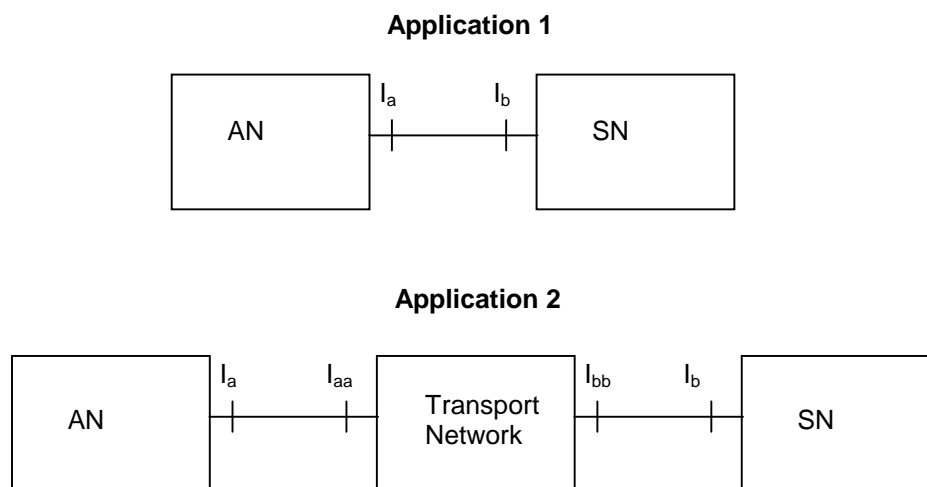 Application 1
Ia Ib
AN SN
Application 2
Ia Iaa Ibb Ib
AN Transport Network SN